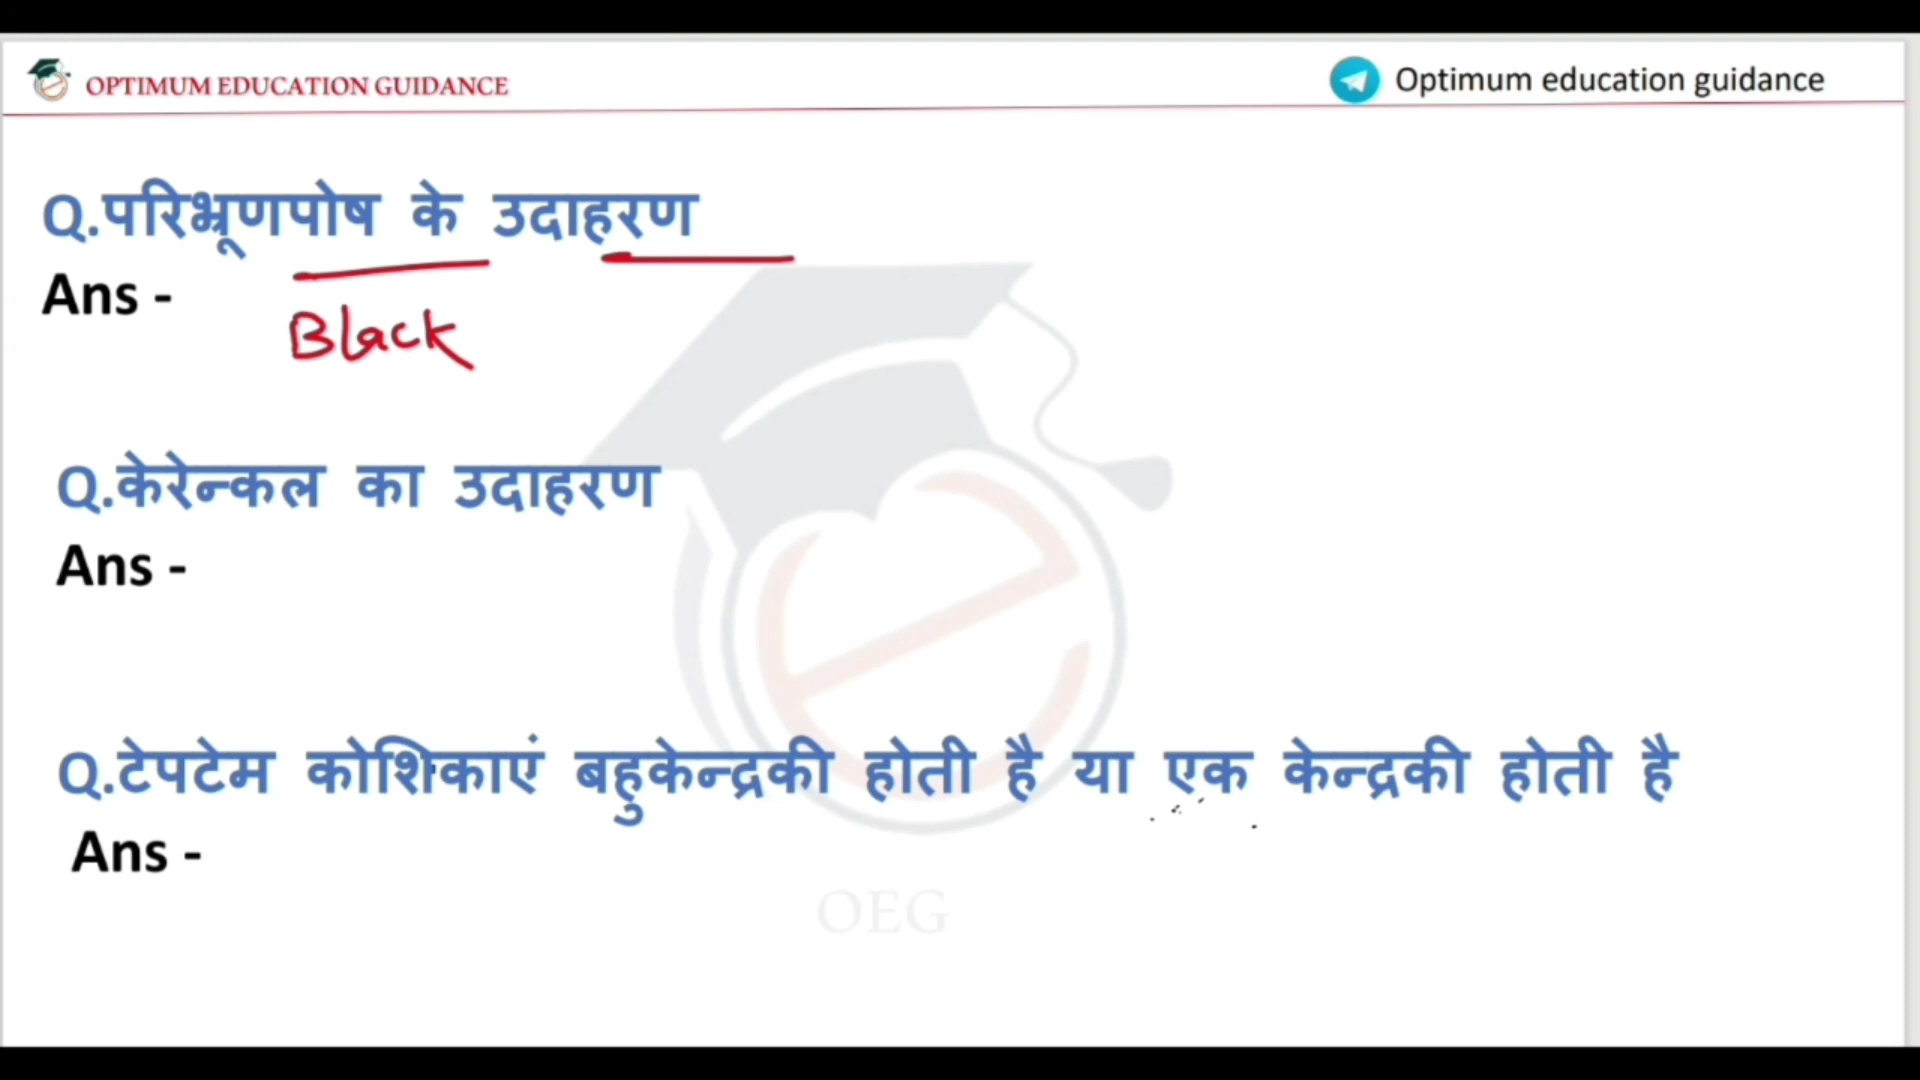 OPTIMUM EDUCATION GUIDANCE
Optimum education guidance
Q.परिभ्रूणपोष के उदाहरण
Ans -
Black
Q.केरेन्कल का उदाहरण
Ans -
Q.टेपटेम कोशिकाएं बहुकेन्द्रकी होती है या एक केन्द्रकी होती है
Ans -
OEG